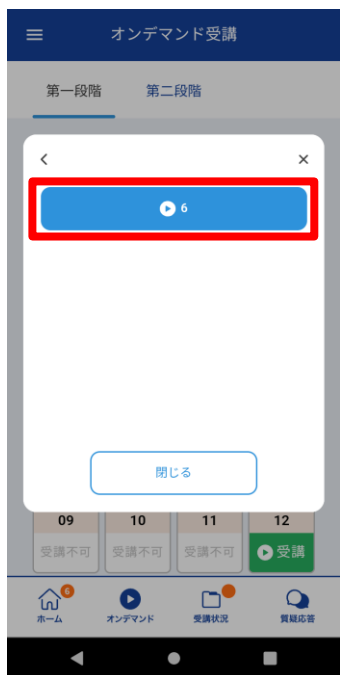 オンデマンド受講
第一段階 第二段階
6
閉じる
09 10 11 12
受講不可 受講不可 受講不可 受講
6
ホーム オンデマンド 受講状況 質疑応答